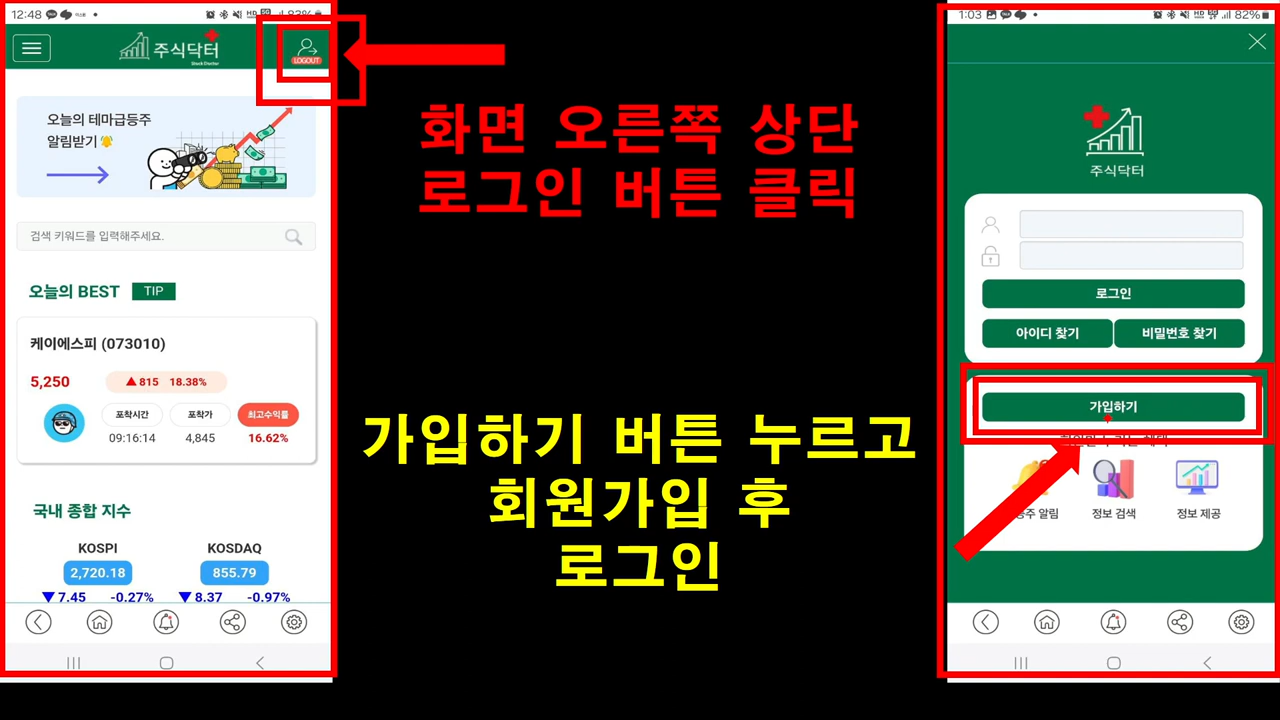 12:48
82%
주식닥터
Stock Doctor
LOGOUT
오늘의 테마급등주
알림받기
검색 키워드를 입력해주세요.
오늘의 BEST TIP
케이에스피 (073010)
5,250 ▲815 18.38%
포착시간 포착가 최고수익률
09:16:14 4,845 16.62%
국내 종합 지수
KOSPI KOSDAQ
2,720.18 855.79
▼7.45 -0.27% ▼8.37 -0.97%
화면 오른쪽 상단
로그인 버튼 클릭
가입하기 버튼 누르고
회원가입 후
로그인
1:03
82%
주식닥터
로그인
아이디 찾기 비밀번호 찾기
가입하기
주 알림 정보 검색 정보 제공